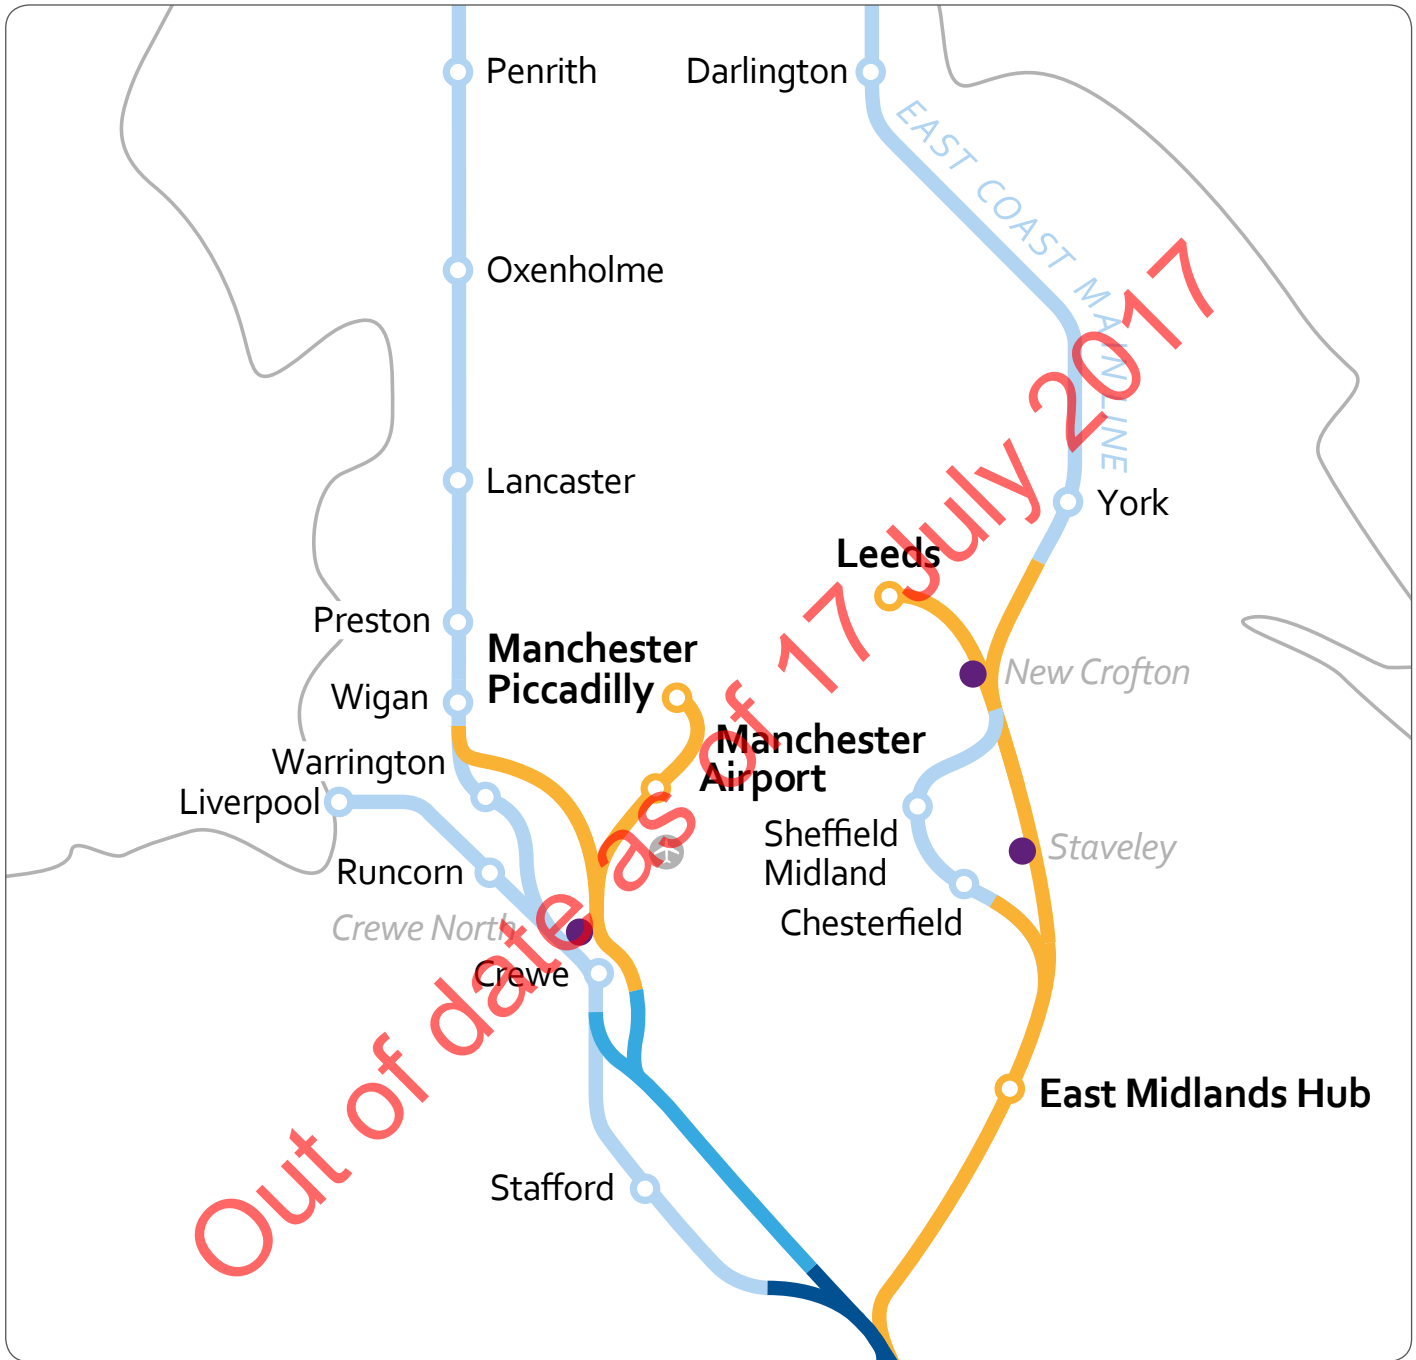 Penrith
Darlington
EAST COAST MAIN LINE
Oxenholme
Lancaster
York
Leeds
Preston
Manchester
Piccadilly
New Crofton
Wigan
Manchester
Airport
Warrington
Liverpool
Sheffield
Midland
Staveley
Runcorn
Chesterfield
Crewe North
Crewe
East Midlands Hub
Stafford
Out of date as of 17 July 2017